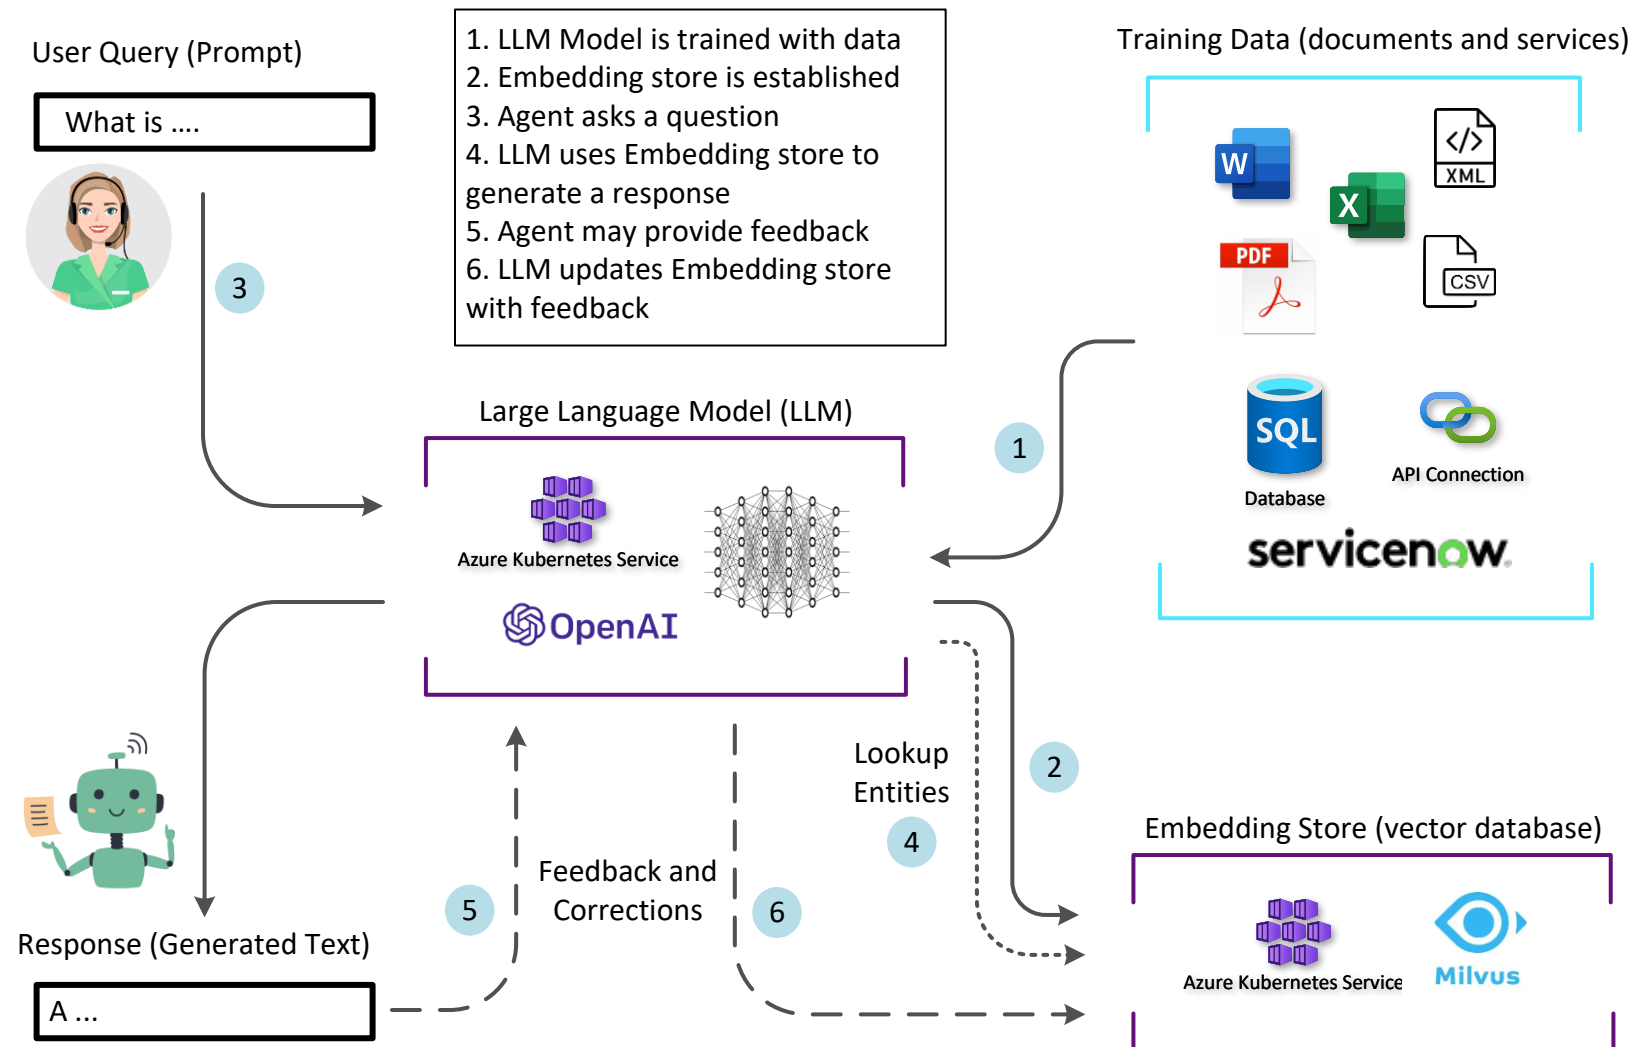 User Query (Prompt)
What is ....
3
1. LLM Model is trained with data
2. Embedding store is established
3. Agent asks a question
4. LLM uses Embedding store to
generate a response
5. Agent may provide feedback
6. LLM updates Embedding store
with feedback
Training Data (documents and services)
W
X
</>
XML
PDF
CSV
SQL
Database
API Connection
servicenow
1
Large Language Model (LLM)
Azure Kubernetes Service
OpenAI
Lookup
Entities
4
2
Feedback and
Corrections
5
6
Response (Generated Text)
A ...
Embedding Store (vector database)
Azure Kubernetes Service
Milvus